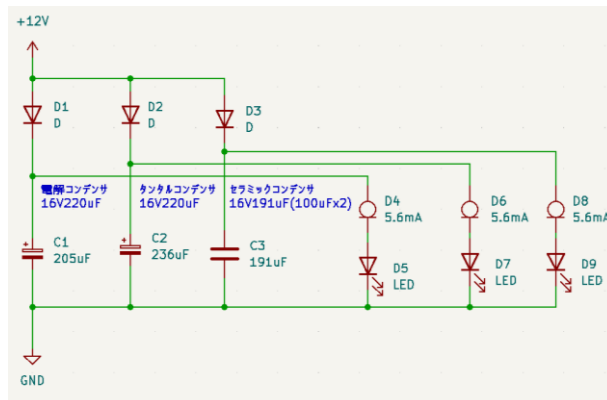 +12V
D1
D
D2
D
D3
D
電解コンデンサ
16V220uF
タンタルコンデンサ
16V220uF
セラミックコンデンサ
16V191uF(100uFx2)
D4
5.6mA
D6
5.6mA
D8
5.6mA
C1
205uF
C2
236uF
C3
191uF
D5
LED
D7
LED
D9
LED
GND